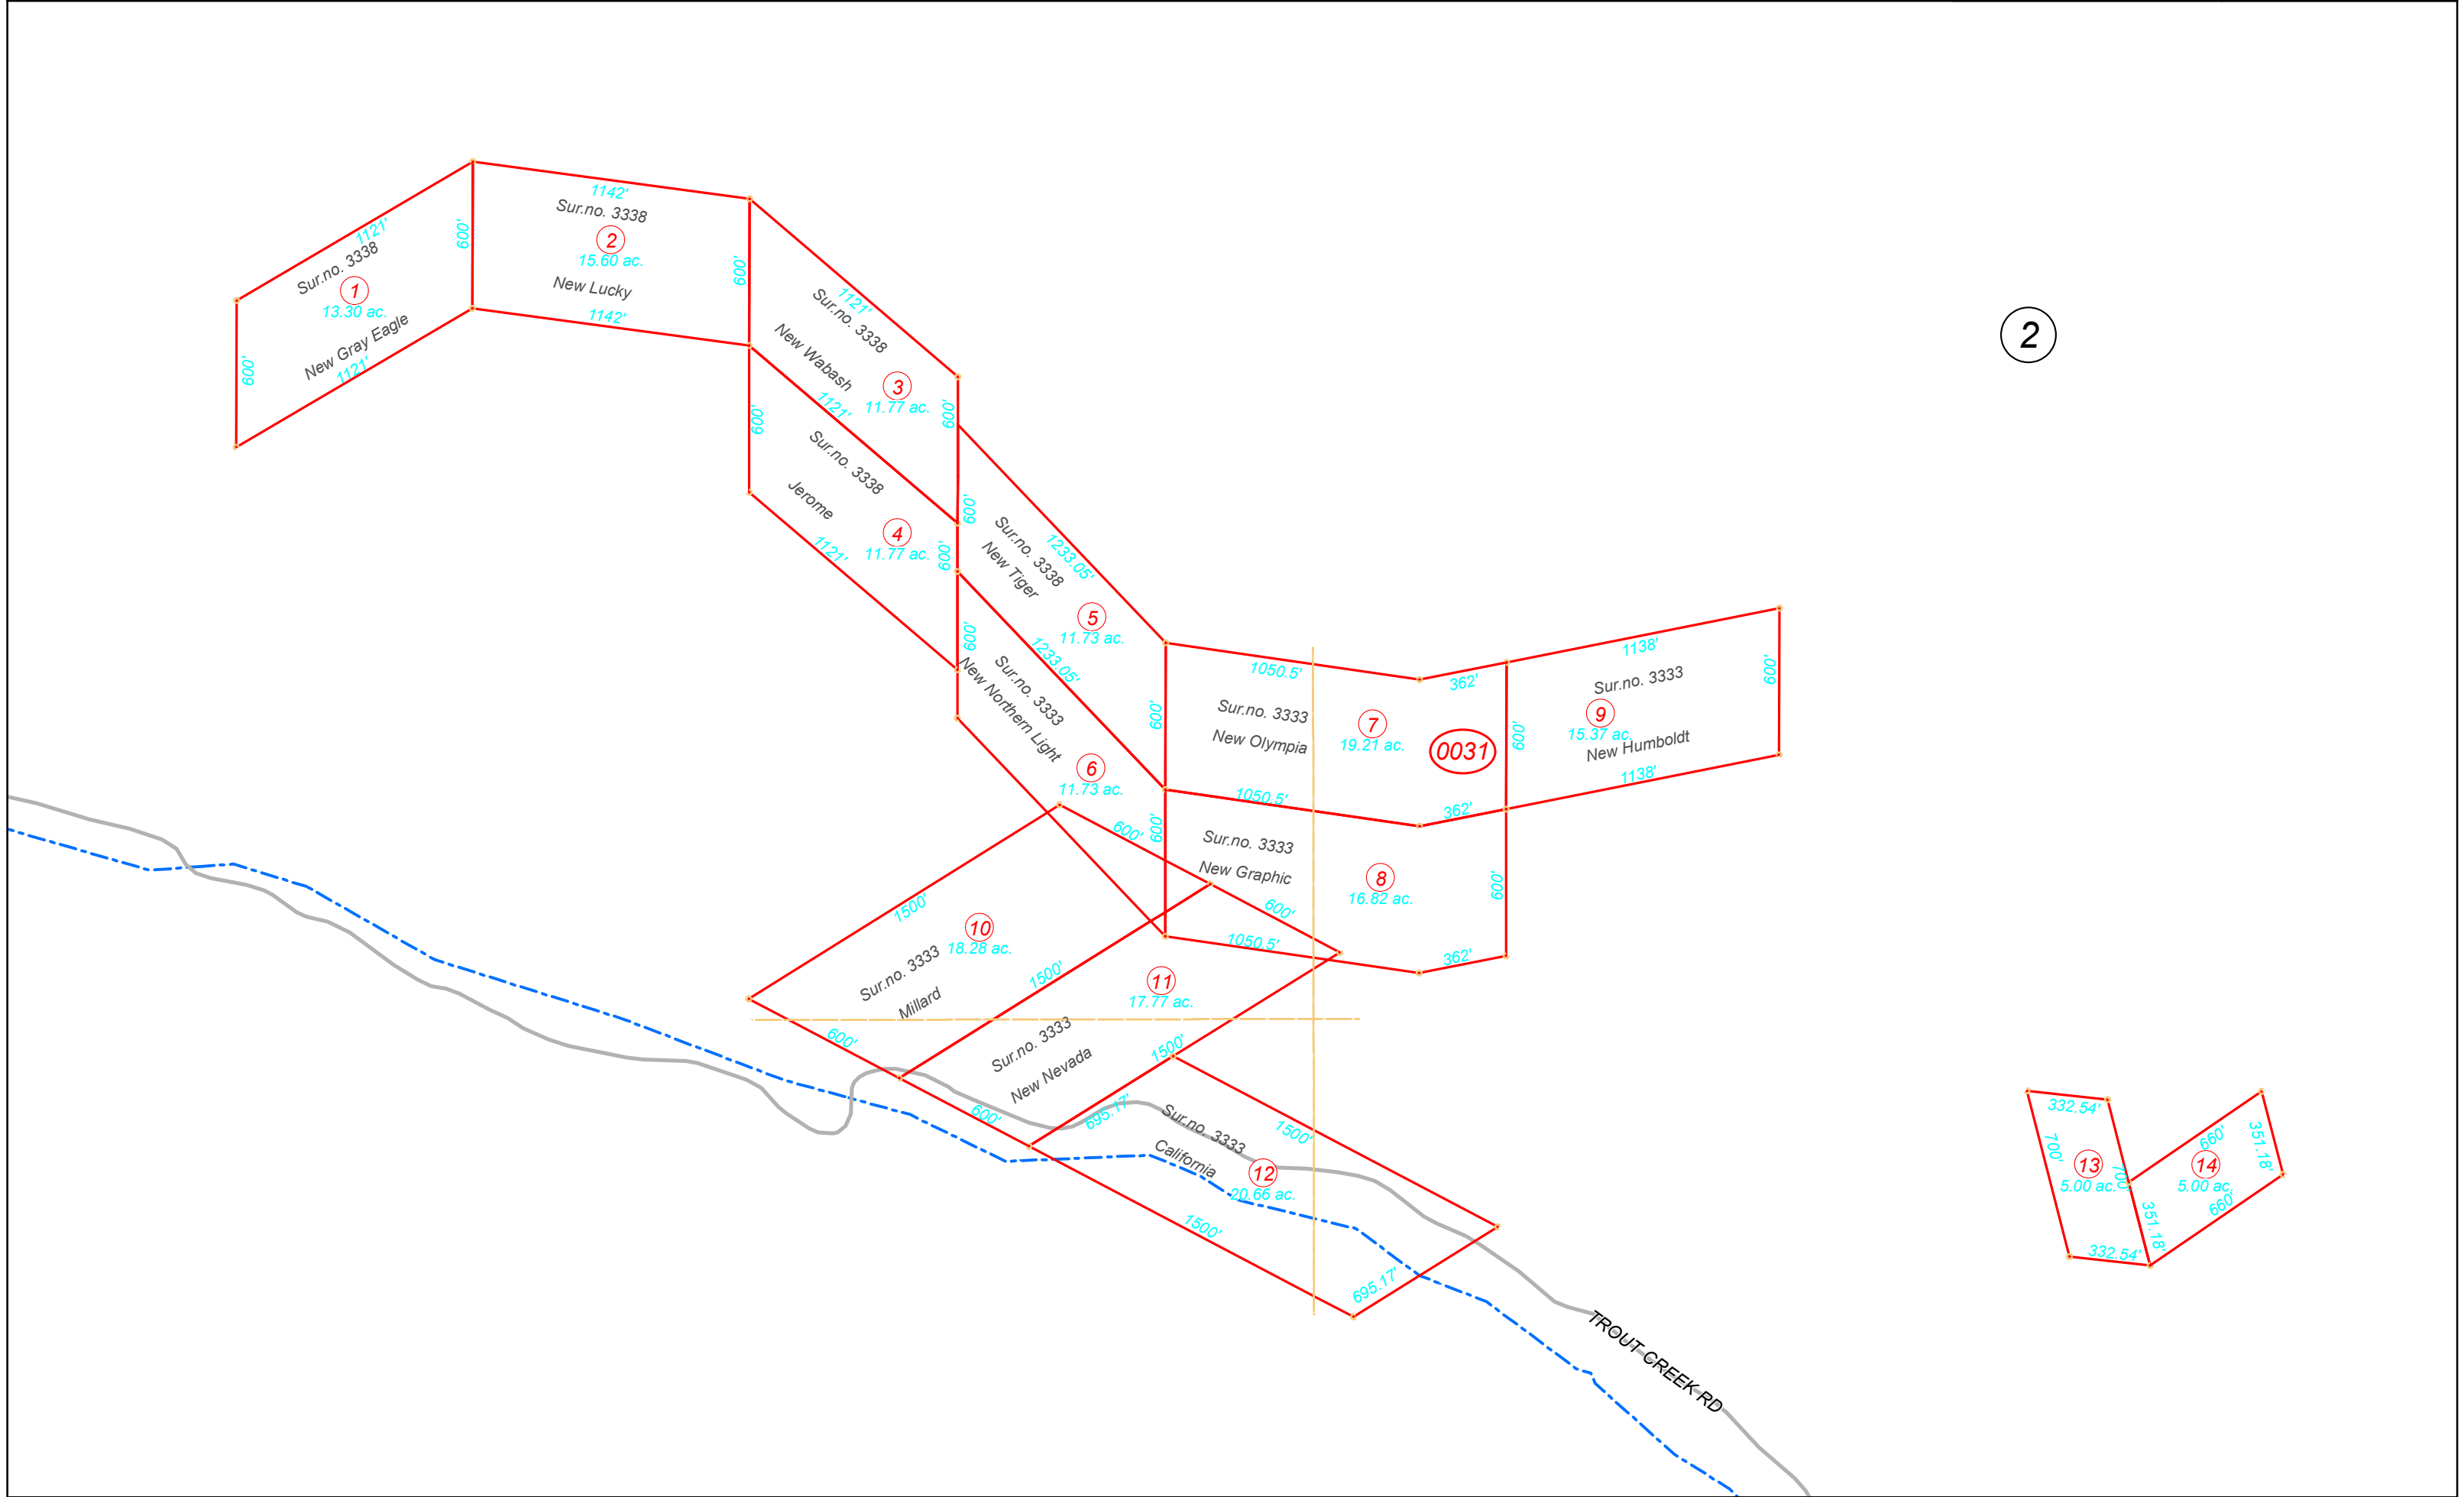 1142'
Sur.no. 3338
2
15.60 ac.
New Lucky
1142'
600'
600'
1121'
Sur.no. 3338
1
13.30 ac.
New Gray Eagle
1121'
600'
1121'
Sur.no. 3338
New Wabash
3
11.77 ac.
1121'
600'
2
600'
Sur.no. 3338
Jerome
4
11.77 ac.
1121'
600'
600'
600'
Sur.no. 3338
New Tiger
1233.05'
5
11.73 ac.
1233.05'
Sur.no. 3333
New Northern Light
6
11.73 ac.
600'
600'
1050.5'
362'
Sur.no. 3333
New Olympia
7
19.21 ac.
0031
600'
1050.5'
362'
1138'
Sur.no. 3333
9
15.37 ac.
New Humboldt
1138'
600'
Sur.no. 3333
New Graphic
8
16.82 ac.
600'
1050.5'
362'
600'
600'
1500'
10
18.28 ac.
Sur.no. 3333
Millard
600'
1500'
11
17.77 ac.
Sur.no. 3333
New Nevada
1500'
600'
695.17'
Sur.no. 3333
California
12
20.66 ac.
1500'
1500'
695.17'
332.54'
700'
13
5.00 ac.
700'
332.54'
660'
351.18'
14
5.00 ac.
660'
351.18'
TROUT CREEK RD